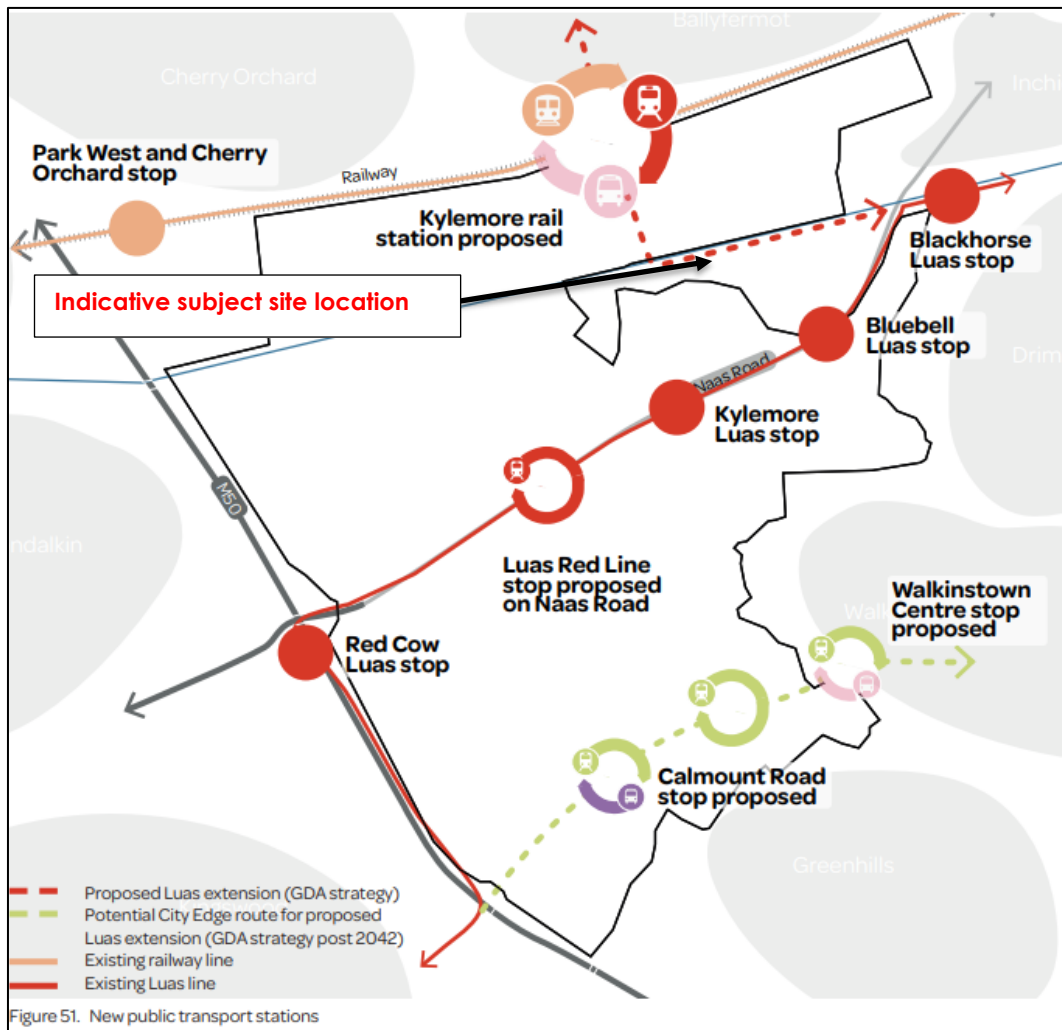 Ballyfermot
Cherry Orchard
Park West and Cherry
Orchard stop
Railway
Kylemore rail
station proposed
Blackhorse
Luas stop
Indicative subject site location
Bluebell
Luas stop
Naas Road
Kylemore
Luas stop
M50
Luas Red Line
stop proposed
on Naas Road
Walkinstown
Centre stop
proposed
Red Cow
Luas stop
Calmount Road
stop proposed
Greenhills
Proposed Luas extension (GDA strategy)
Potential City Edge route for proposed
Luas extension (GDA strategy post 2042)
Existing railway line
Existing Luas line
Figure 51. New public transport stations